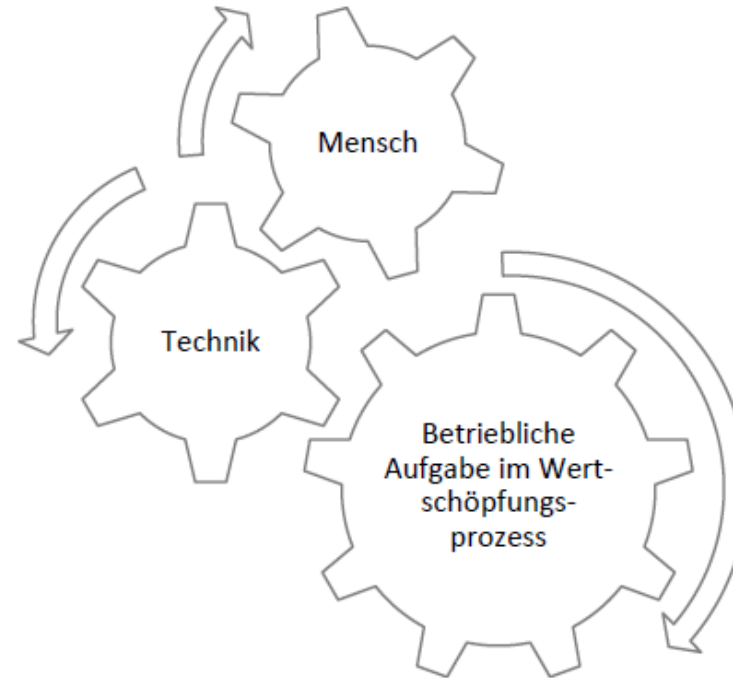 Mensch
Technik
Betriebliche
Aufgabe im Wert-
schöpfungs-
prozess